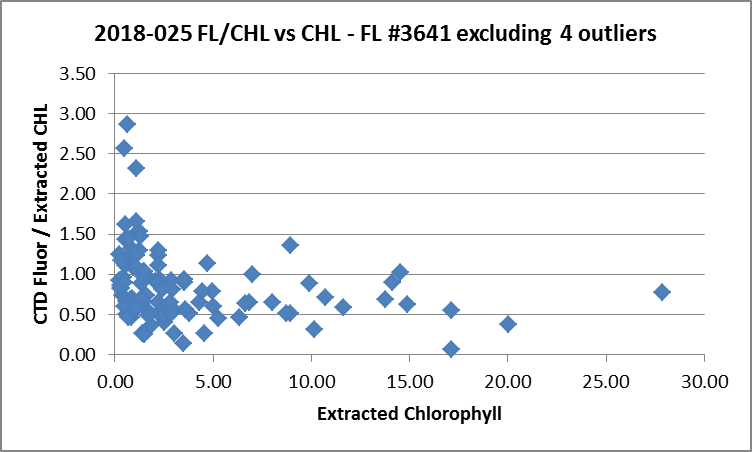 2018-025 FL/CHL vs CHL - FL #3641 excluding 4 outliers
CTD Fluor / Extracted CHL
3.50
3.00
2.50
2.00
1.50
1.00
0.50
0.00
0.00 5.00 10.00 15.00 20.00 25.00 30.00
Extracted Chlorophyll